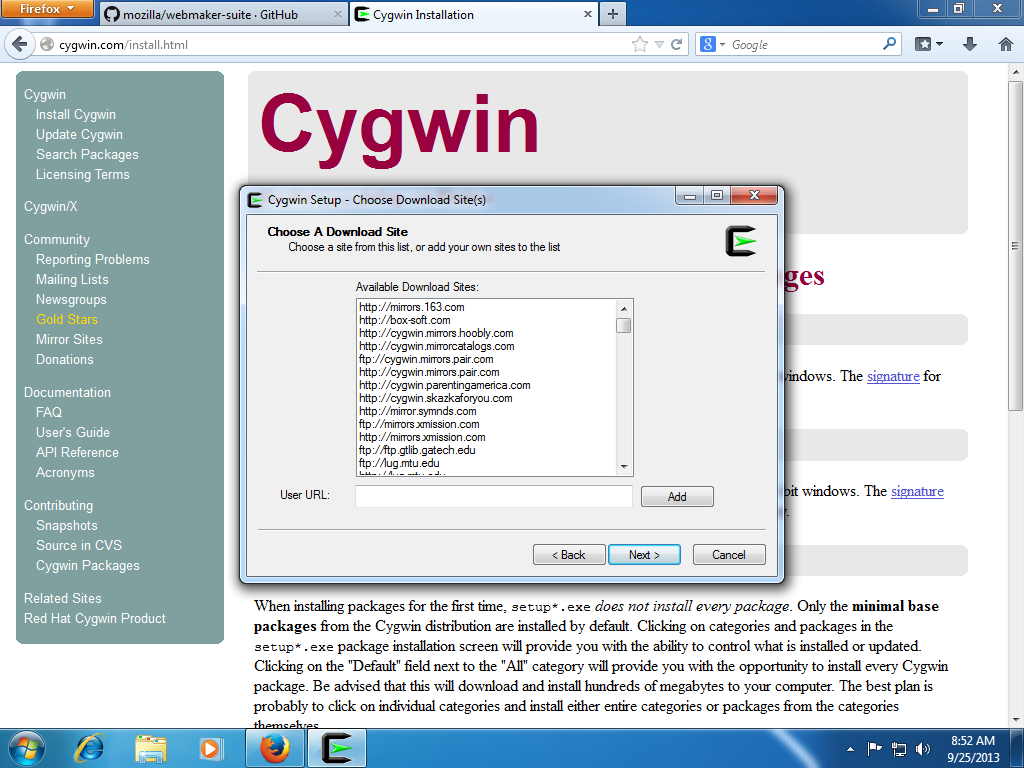 Firefox
mozilla/webmaker-suite · GitHub
Cygwin Installation
cygwin.com/install.html
Google
Cygwin
Install Cygwin
Update Cygwin
Search Packages
Licensing Terms
Cygwin/X
Community
Reporting Problems
Mailing Lists
Newsgroups
Gold Stars
Mirror Sites
Donations
Documentation
FAQ
User's Guide
API Reference
Acronyms
Contributing
Snapshots
Source in CVS
Cygwin Packages
Related Sites
Red Hat Cygwin Product
Cygwin
ges
windows. The signature for
bit windows. The signature
Cygwin Setup - Choose Download Site(s)
Choose A Download Site
Choose a site from this list, or add your own sites to the list
Available Download Sites:
http://mirrors.163.com
http://box-soft.com
http://cygwin.mirrors.hoobly.com
http://cygwin.mirrorcatalogs.com
ftp://cygwin.mirrors.pair.com
http://cygwin.mirrors.pair.com
http://cygwin.parentingamerica.com
http://cygwin.skazkaforyou.com
http://mirror.symnds.com
ftp://mirrors.xmission.com
http://mirrors.xmission.com
ftp://ftp.gtlib.gatech.edu
ftp://lug.mtu.edu
http://lug.mtu.edu
User URL:
Add
< Back
Next >
Cancel
When installing packages for the first time, setup*.exe does not install every package. Only the minimal base
packages from the Cygwin distribution are installed by default. Clicking on categories and packages in the
setup*.exe package installation screen will provide you with the ability to control what is installed or updated.
Clicking on the "Default" field next to the "All" category will provide you with the opportunity to install every Cygwin
package. Be advised that this will download and install hundreds of megabytes to your computer. The best plan is
probably to click on individual categories and install either entire categories or packages from the categories
themselves.
8:52 AM
9/25/2013